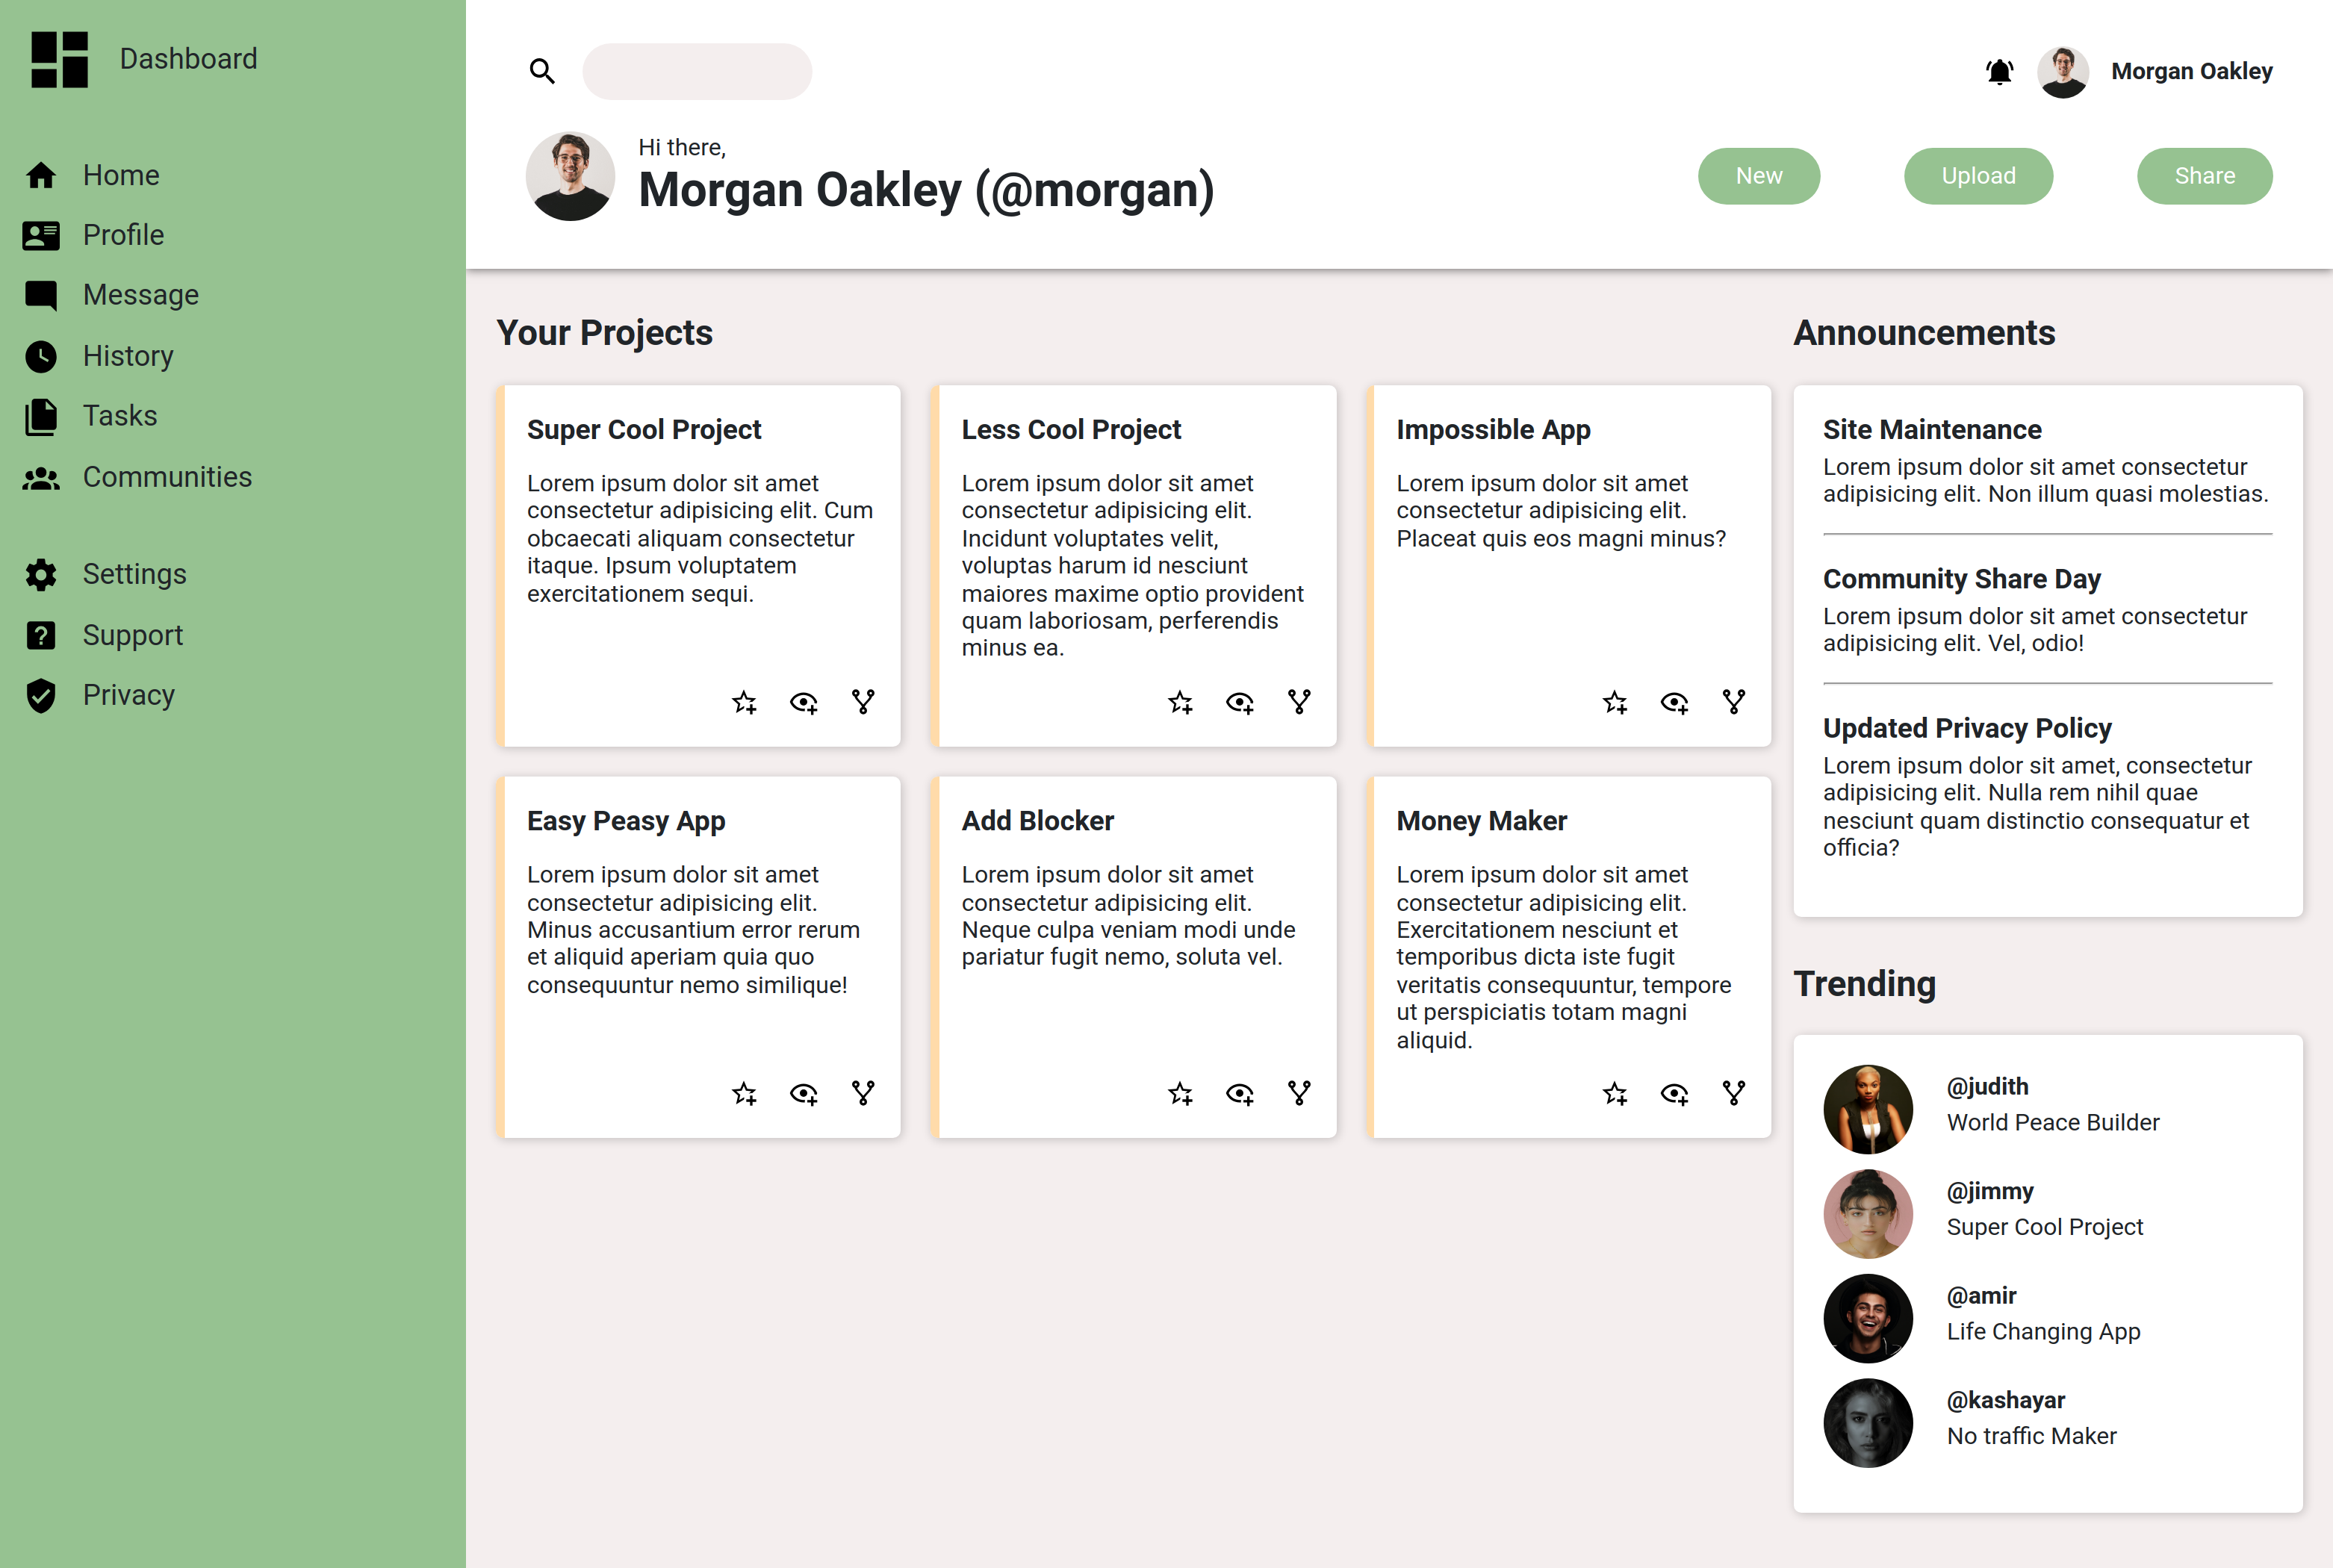 Dashboard
Home
Profile
Message
History
Tasks
Communities
Settings
Support
Privacy
Morgan Oakley
Hi there,
Morgan Oakley (@morgan)
New
Upload
Share
Your Projects
Super Cool Project
Lorem ipsum dolor sit amet
consectetur adipisicing elit. Cum
obcaecati aliquam consectetur
itaque. Ipsum voluptatem
exercitationem sequi.
Less Cool Project
Lorem ipsum dolor sit amet
consectetur adipisicing elit.
Incidunt voluptates velit,
voluptas harum id nesciunt
maiores maxime optio provident
quam laboriosam, perferendis
minus ea.
Impossible App
Lorem ipsum dolor sit amet
consectetur adipisicing elit.
Placeat quis eos magni minus?
Easy Peasy App
Lorem ipsum dolor sit amet
consectetur adipisicing elit.
Minus accusantium error rerum
et aliquid aperiam quia quo
consequuntur nemo similique!
Add Blocker
Lorem ipsum dolor sit amet
consectetur adipisicing elit.
Neque culpa veniam modi unde
pariatur fugit nemo, soluta vel.
Money Maker
Lorem ipsum dolor sit amet
consectetur adipisicing elit.
Exercitationem nesciunt et
temporibus dicta iste fugit
veritatis consequuntur, tempore
ut perspiciatis totam magni
aliquid.
Announcements
Site Maintenance
Lorem ipsum dolor sit amet consectetur
adipisicing elit. Non illum quasi molestias.
Community Share Day
Lorem ipsum dolor sit amet consectetur
adipisicing elit. Vel, odio!
Updated Privacy Policy
Lorem ipsum dolor sit amet, consectetur
adipisicing elit. Nulla rem nihil quae
nesciunt quam distinctio consequatur et
officia?
Trending
@judith
World Peace Builder
@jimmy
Super Cool Project
@amir
Life Changing App
@kashayar
No traffic Maker